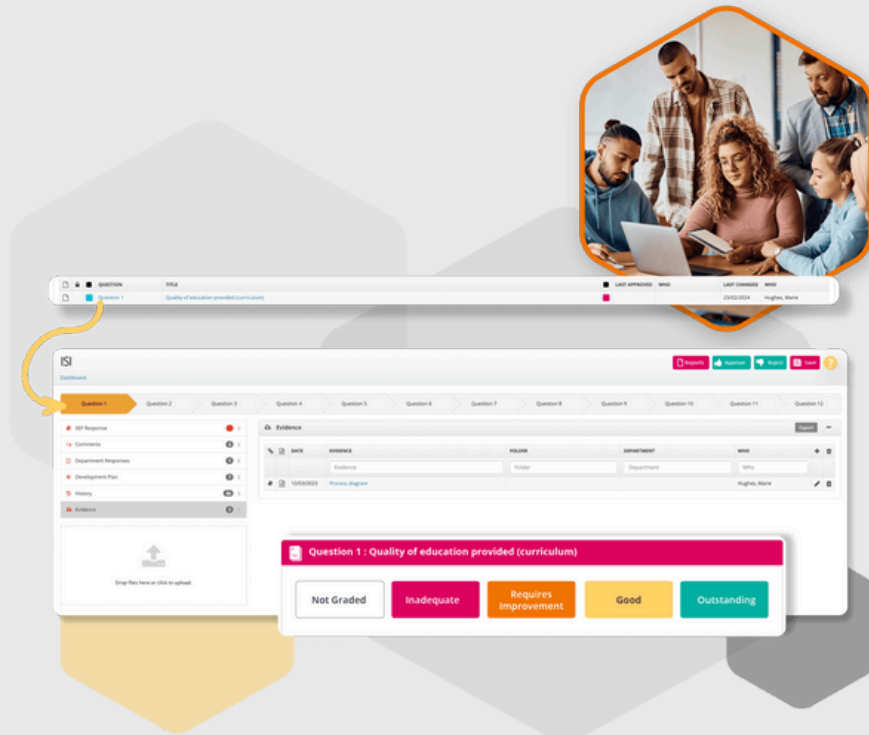 QUESTION TITLE LAST APPROVED WHO LAST CHANGED WHO
Question 1 Quality of education provided (curriculum) 23/02/2024 Hughes, Marie
ISI
Dashboard
Reports Approve Reject Save ?
Question 1 Question 2 Question 3 Question 4 Question 5 Question 6 Question 7 Question 8 Question 9 Question 10 Question 11 Question 12
SEF Response
Comments
Department Responses
Development Plan
History
Evidence
Drop files here or click to upload
Evidence Export
DATE EVIDENCE FOLDER DEPARTMENT WHO
Evidence Folder Department Who
10/03/2023 Process diagram Hughes, Marie
Question 1 : Quality of education provided (curriculum)
Not Graded
Inadequate
Requires
Improvement
Good
Outstanding